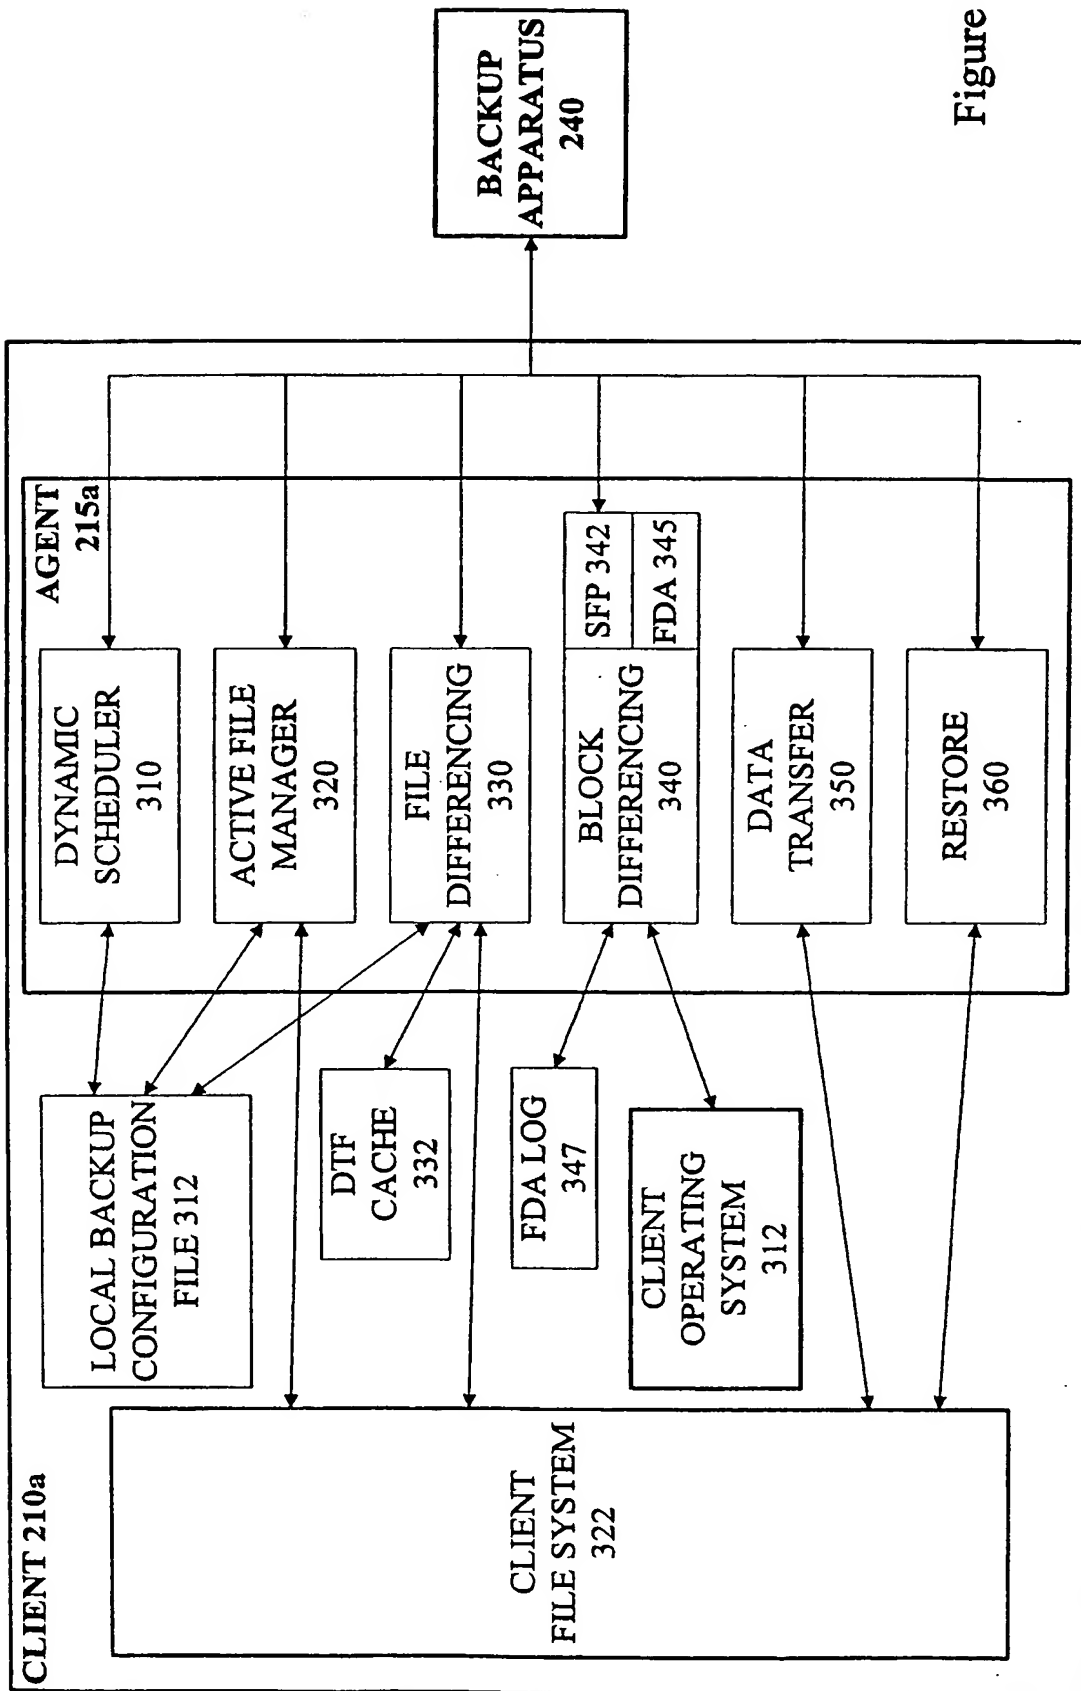 CLIENT 210a
CLIENT
FILE SYSTEM
322
LOCAL BACKUP
CONFIGURATION
FILE 312
DTF
CACHE
332
FDA LOG
347
CLIENT
OPERATING
SYSTEM
312
AGENT
215a
DYNAMIC
SCHEDULER
310
ACTIVE FILE
MANAGER
320
FILE
DIFFERENCING
330
BLOCK
DIFFERENCING
340
SFP 342
FDA 345
DATA
TRANSFER
350
RESTORE
360
BACKUP
APPARATUS
240
Figure